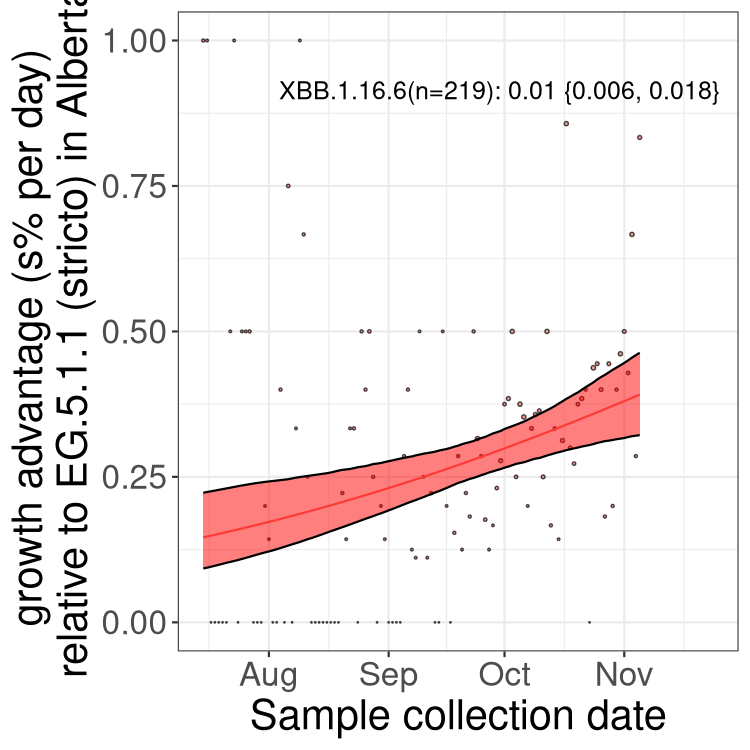 growth advantage (s% per day)
relative to EG.5.1.1 (stricto) in Alberta
1.00
0.75
0.50
0.25
0.00
XBB.1.16.6(n=219): 0.01 {0.006, 0.018}
Aug Sep Oct Nov
Sample collection date